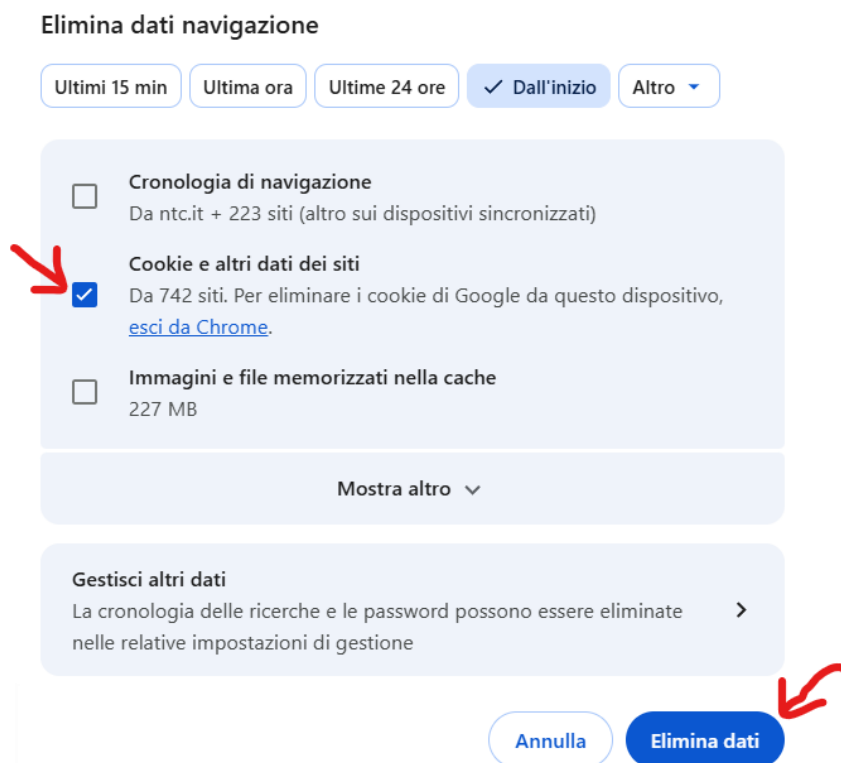 Elimina dati navigazione
Ultimi 15 min Ultima ora Ultime 24 ore Dall'inizio Altro
Cronologia di navigazione
Da ntc.it + 223 siti (altro sui dispositivi sincronizzati)
Cookie e altri dati dei siti
Da 742 siti. Per eliminare i cookie di Google da questo dispositivo,
esci da Chrome.
Immagini e file memorizzati nella cache
227 MB
Mostra altro
Gestisci altri dati
La cronologia delle ricerche e le password possono essere eliminate
nelle relative impostazioni di gestione
Annulla Elimina dati